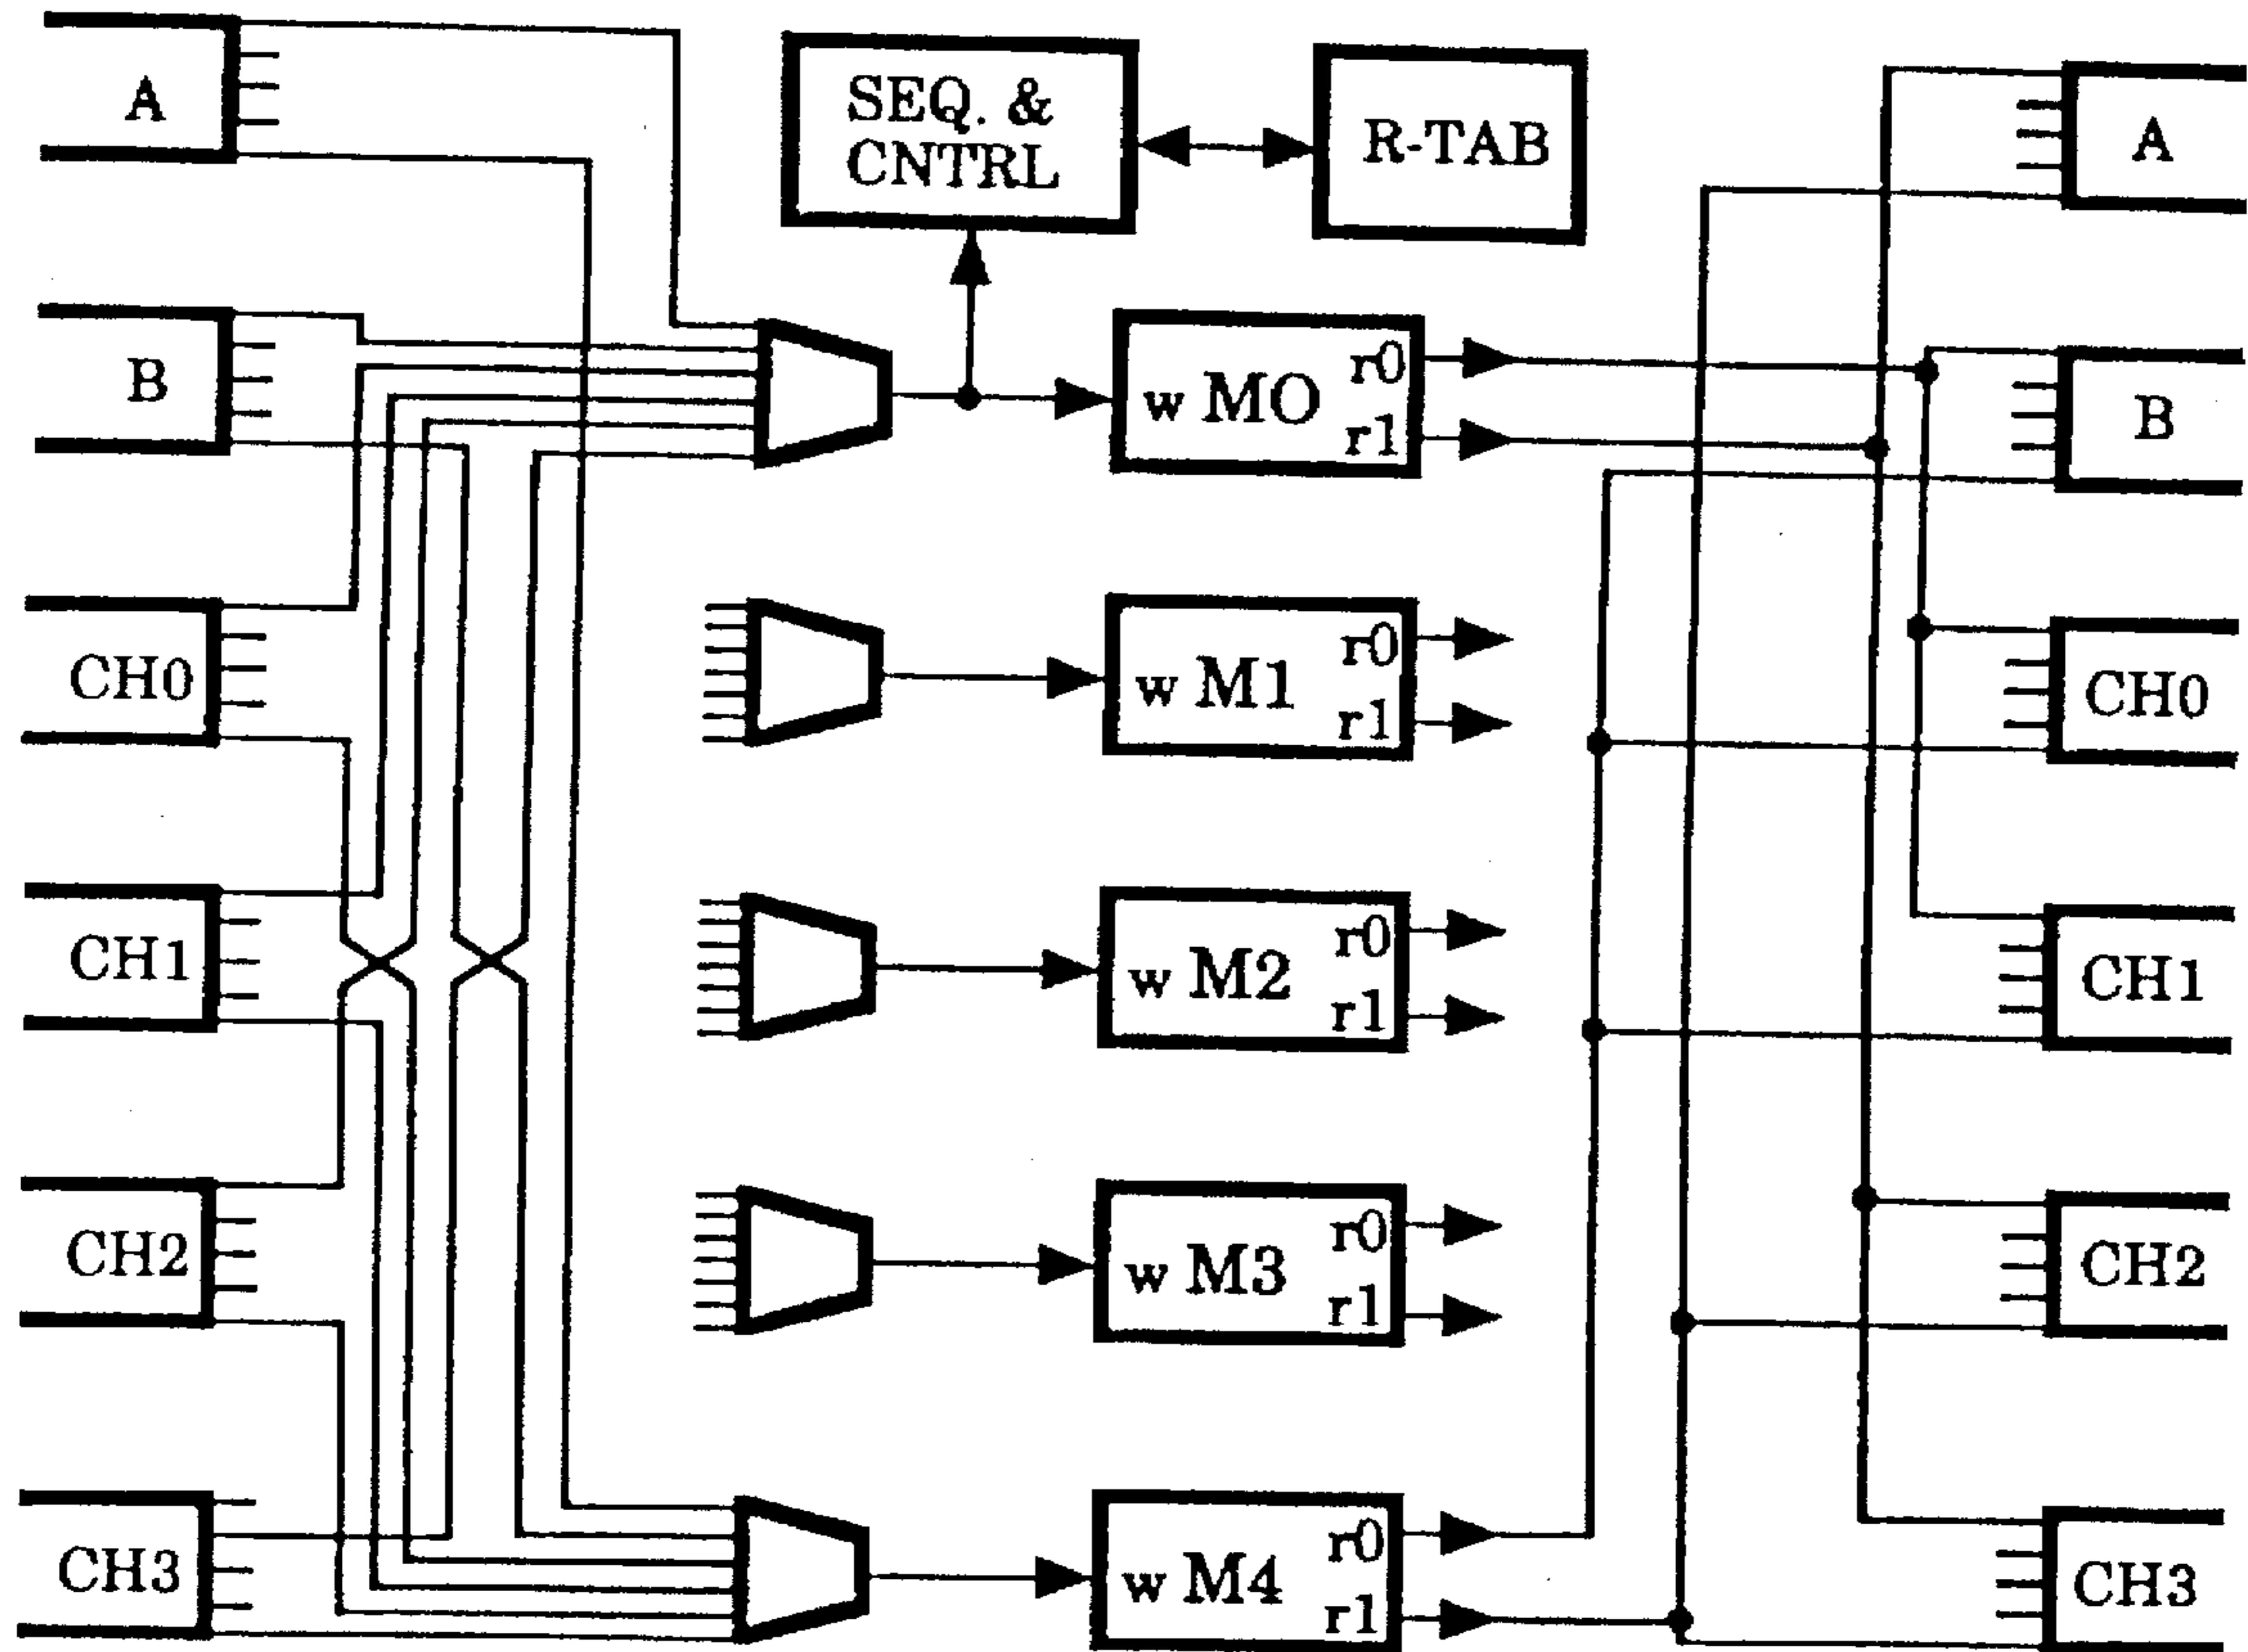 A
SEQ. &
CNTRL
R-TAB
A
B
w MO
r0
r1
B
CH0
w M1
r0
r1
CH0
CH1
w M2
r0
r1
CH1
CH2
w M3
r0
r1
CH2
CH3
w M4
r0
r1
CH3